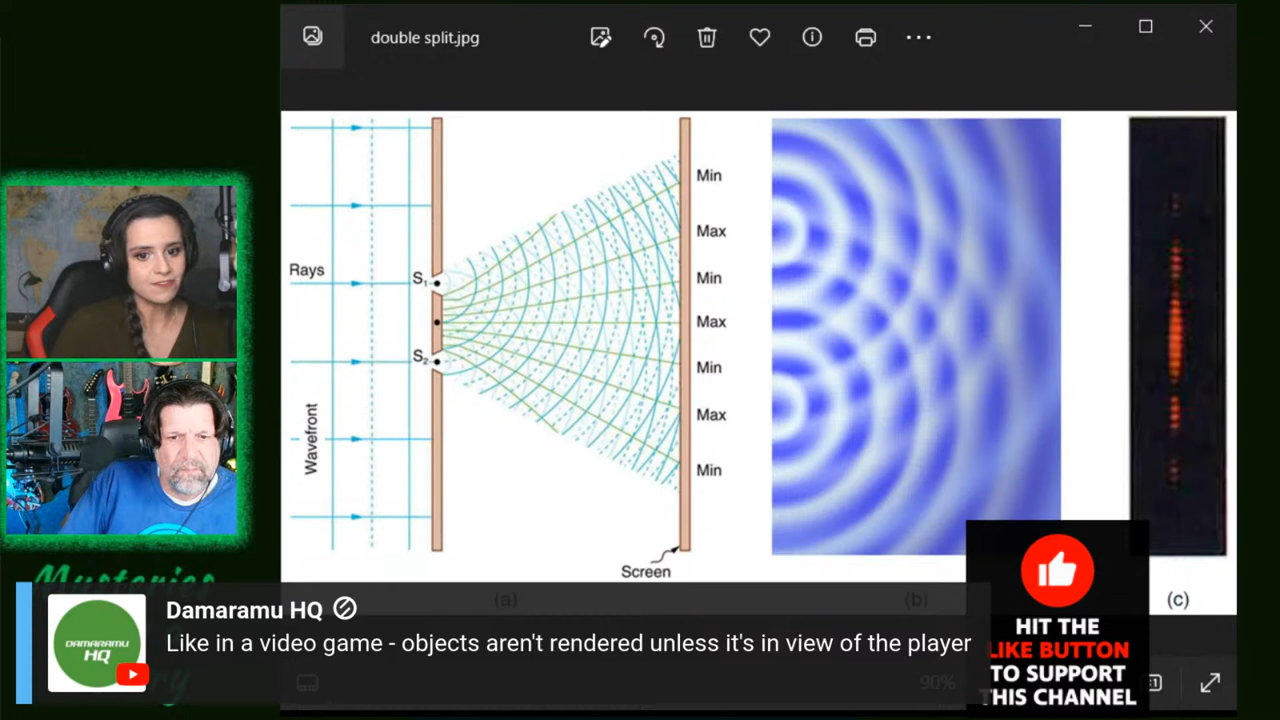 double split.jpg
Rays
Wavefront
S1
S2
Min
Max
Min
Max
Min
Max
Min
Screen
(a)
(b)
(c)
Mysteries
DAMARAMU
HQ
Damaramu HQ
Like in a video game - objects aren't rendered unless it's in view of the player
90%
HIT THE
LIKE BUTTON
TO SUPPORT
THIS CHANNEL